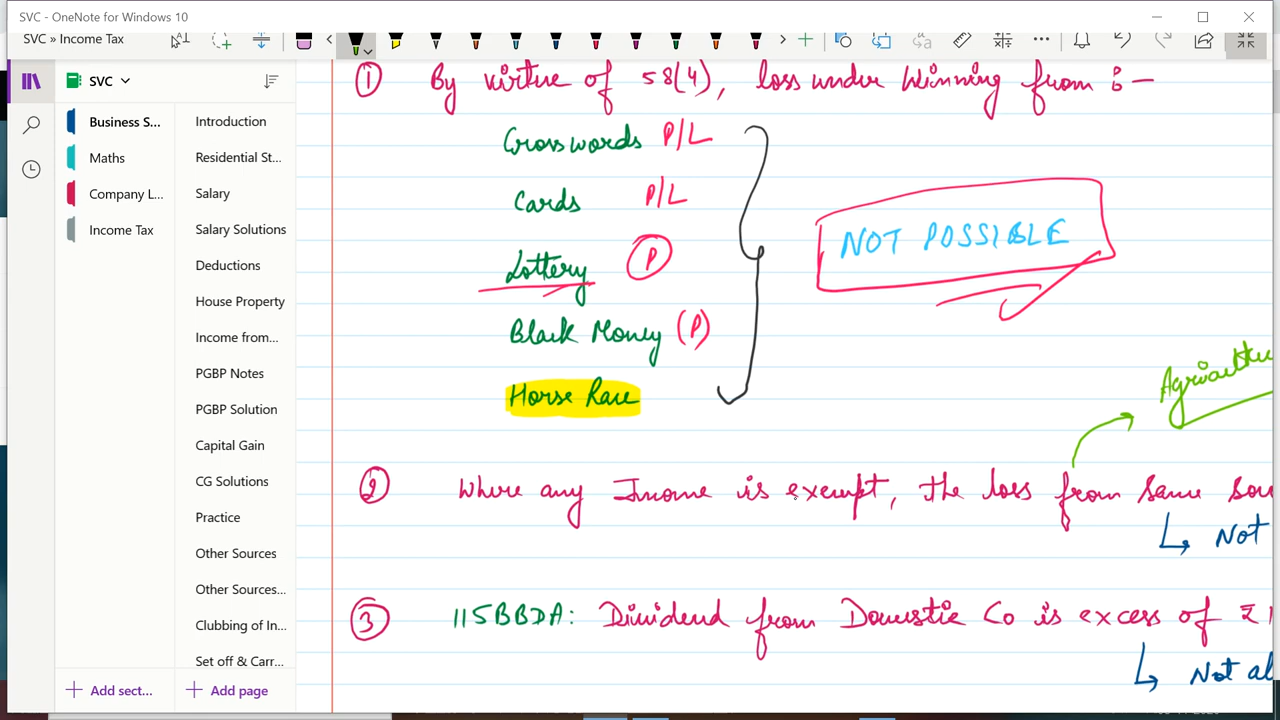 SVC - OneNote for Windows 10
SVC » Income Tax
SVC
Business S...
Maths
Company L...
Income Tax
Introduction
Residential St...
Salary
Salary Solutions
Deductions
House Property
Income from...
PGBP Notes
PGBP Solution
Capital Gain
CG Solutions
Practice
Other Sources
Other Sources...
Clubbing of In...
Set off & Carr...
+ Add sect...
+ Add page
① By virtue of 58(4), loss under Winning from :-
Crosswords P/L
Cards P/L
Lottery P
Black Money (P)
Horse Race
NOT POSSIBLE
② Where any Income is exempt, the loss from same
Not
③ 115BBDA: Dividend from Domestic Co is excess of ₹
Not